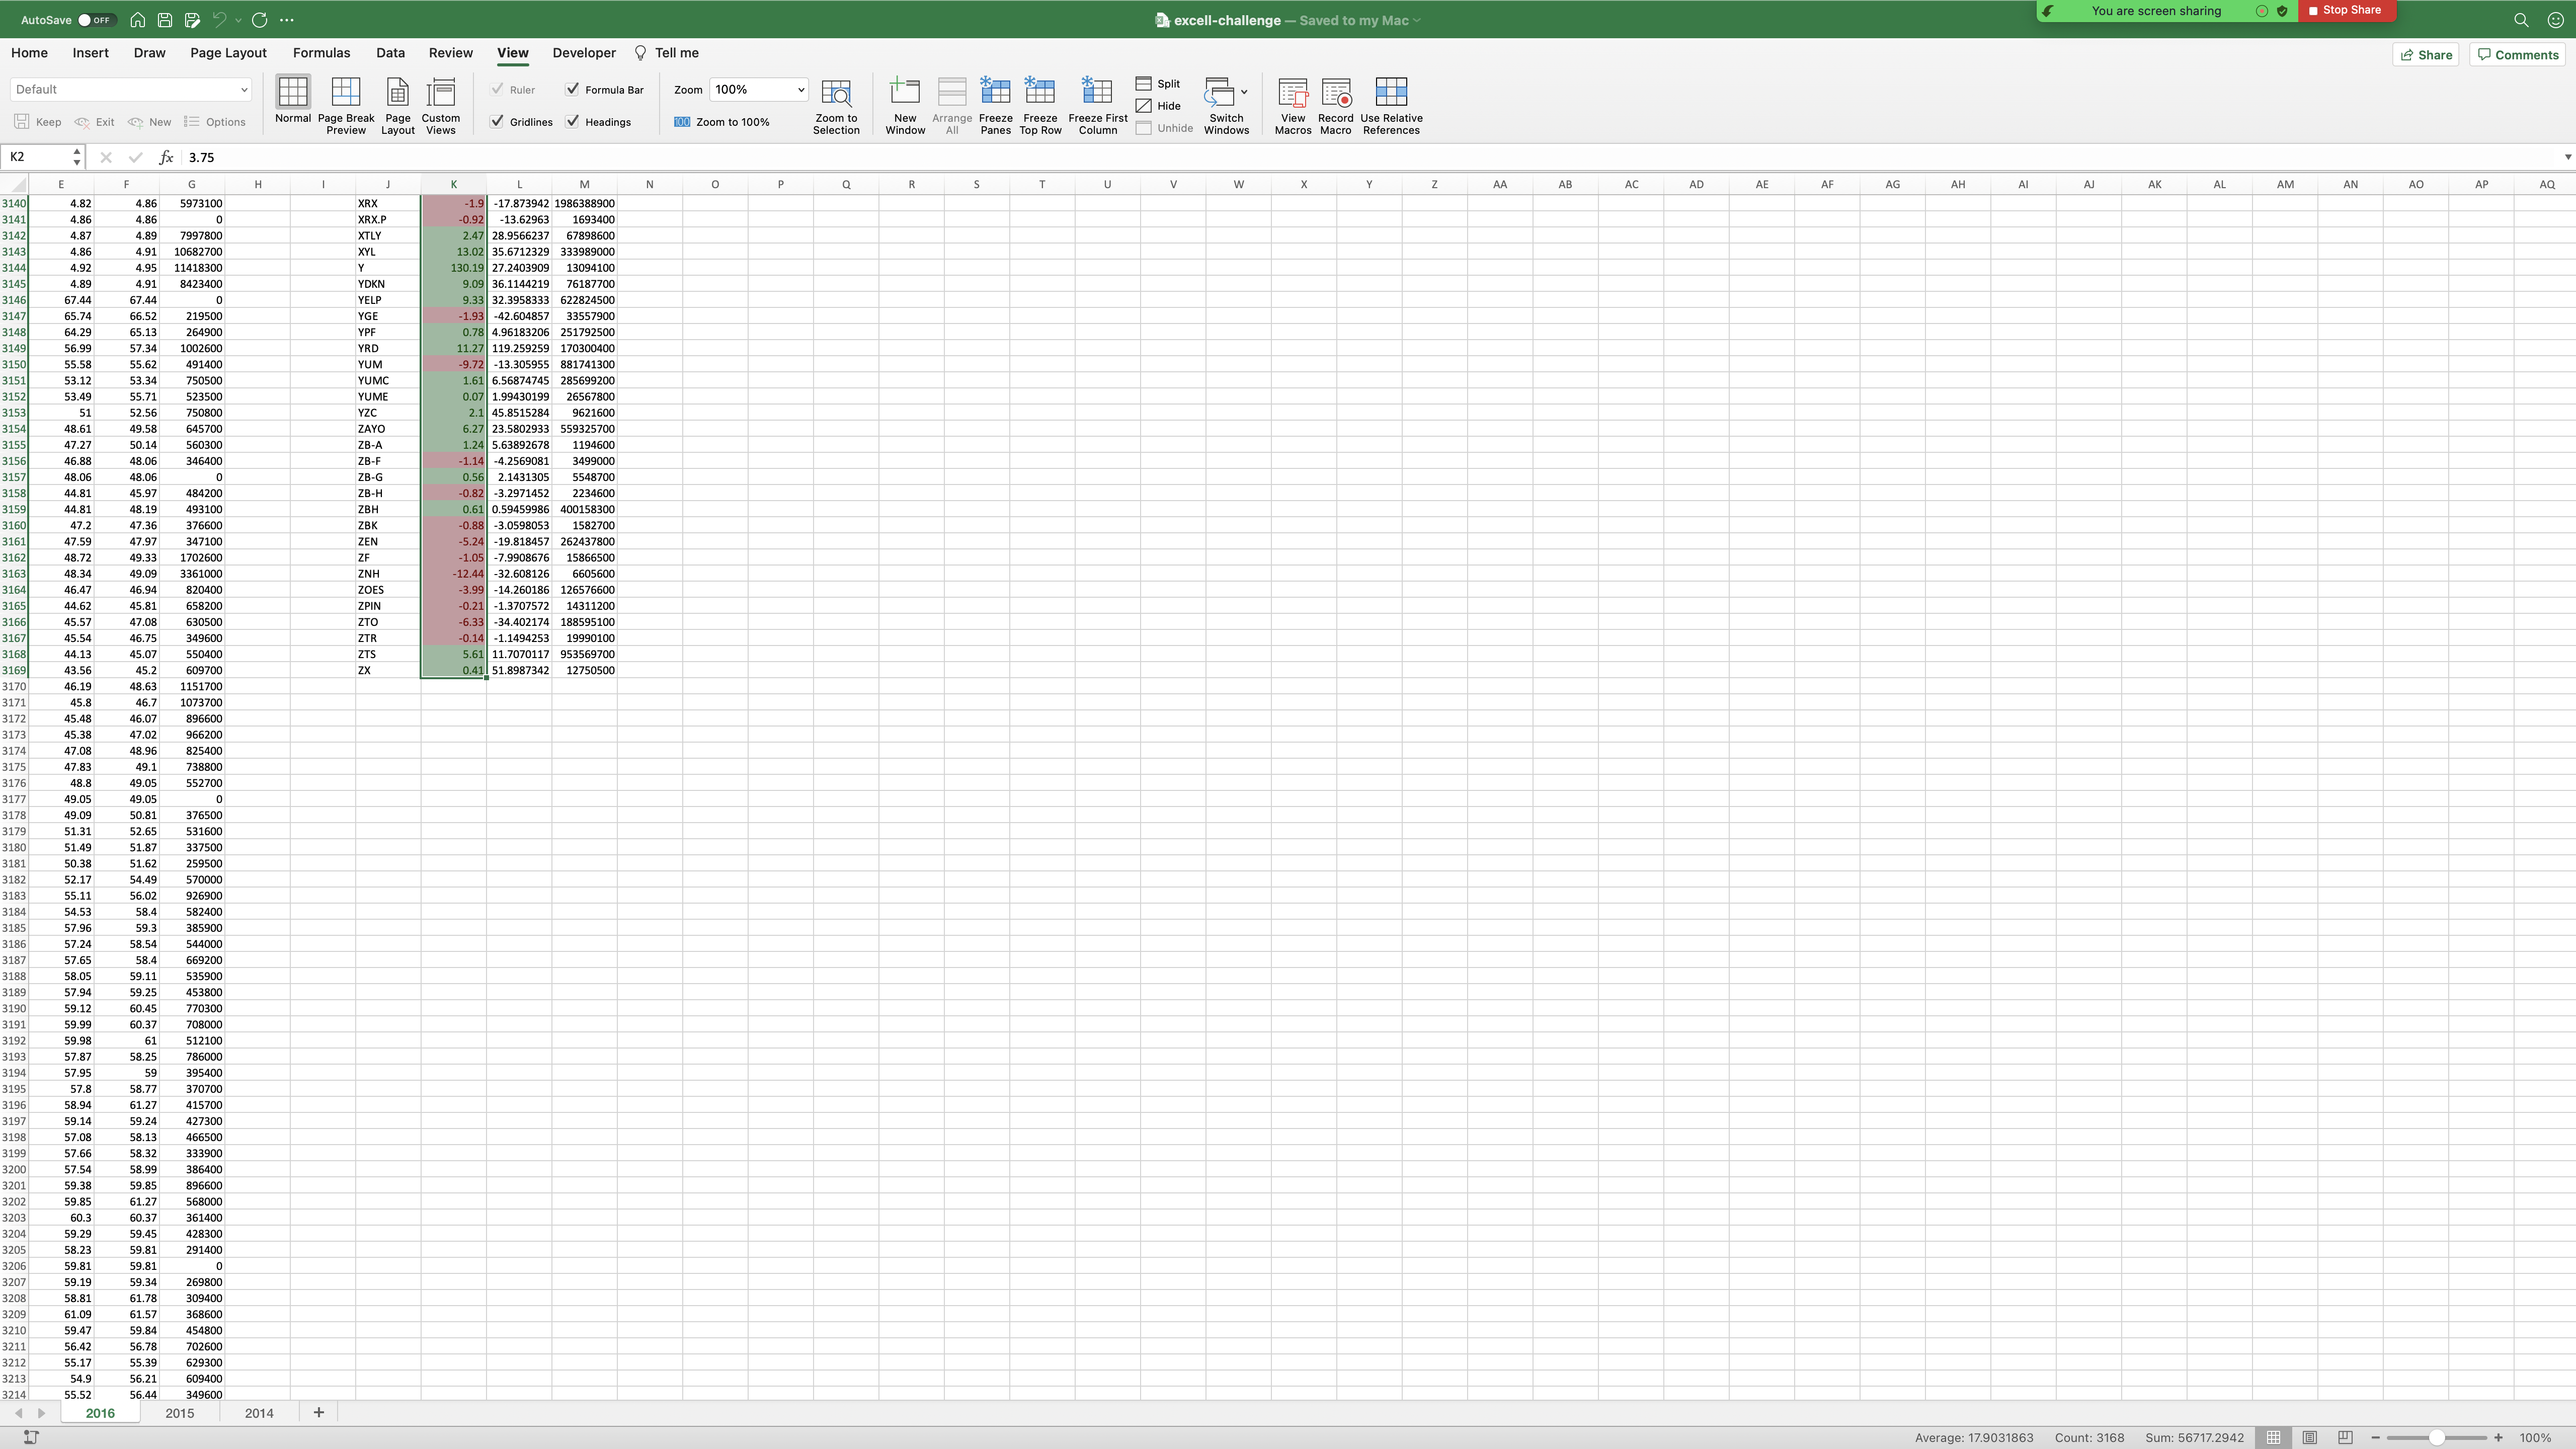 AutoSave OFF excell-challenge — Saved to my Mac You are screen sharing Stop Share
Home Insert Draw Page Layout Formulas Data Review View Developer Tell me Share Comments
Default Ruler Formula Bar Zoom 100% Split
Keep Exit New Options Normal Page Break Preview Page Layout Custom Views Gridlines Headings Zoom to 100% Zoom to Selection New Window Arrange All Freeze Panes Freeze Top Row Freeze First Column Hide Unhide Switch Windows View Macros Record Macro Use Relative References
K2 fx 3.75
E F G H I J K L M N O P Q R S T U V W X Y Z AA AB AC AD AE AF AG AH AI AJ AK AL AM AN AO AP AQ
3140 4.82 4.86 5973100 XRX -1.9 -17.873942 1986388900
3141 4.86 4.86 0 XRX.P -0.92 -13.62963 1693400
3142 4.87 4.89 7997800 XTLY 2.47 28.9566237 67898600
3143 4.86 4.91 10682700 XYL 13.02 35.6712329 333989000
3144 4.92 4.95 11418300 Y 130.19 27.2403909 13094100
3145 4.89 4.91 8423400 YDKN 9.09 36.1144219 76187700
3146 67.44 67.44 0 YELP 9.33 32.3958333 622824500
3147 65.74 66.52 219500 YGE -1.93 -42.604857 33557900
3148 64.29 65.13 264900 YPF 0.78 4.96183206 251792500
3149 56.99 57.34 1002600 YRD 11.27 119.259259 170300400
3150 55.58 55.62 491400 YUM -9.72 -13.305955 881741300
3151 53.12 53.34 750500 YUMC 1.61 6.56874745 285699200
3152 53.49 55.71 523500 YUME 0.07 1.99430199 26567800
3153 51 52.56 750800 YZC 2.1 45.8515284 9621600
3154 48.61 49.58 645700 ZAYO 6.27 23.5802933 559325700
3155 47.27 50.14 560300 ZB-A 1.24 5.63892678 1194600
3156 46.88 48.06 346400 ZB-F -1.14 -4.2569081 3499000
3157 48.06 48.06 0 ZB-G 0.56 2.1431305 5548700
3158 44.81 45.97 484200 ZB-H -0.82 -3.2971452 2234600
3159 44.81 48.19 493100 ZBH 0.61 0.59459986 400158300
3160 47.2 47.36 376600 ZBK -0.88 -3.0598053 1582700
3161 47.59 47.97 347100 ZEN -5.24 -19.818457 262437800
3162 48.72 49.33 1702600 ZF -1.05 -7.9908676 15866500
3163 48.34 49.09 3361000 ZNH -12.44 -32.608126 6605600
3164 46.47 46.94 820400 ZOES -3.99 -14.260186 126576600
3165 44.62 45.81 658200 ZPIN -0.21 -1.3707572 14311200
3166 45.57 47.08 630500 ZTO -6.33 -34.402174 188595100
3167 45.54 46.75 349600 ZTR -0.14 -1.1494253 19990100
3168 44.13 45.07 550400 ZTS 5.61 11.7070117 953569700
3169 43.56 45.2 609700 ZX 0.41 51.8987342 12750500
3170 46.19 48.63 1151700
3171 45.8 46.7 1073700
3172 45.48 46.07 896600
3173 45.38 47.02 966200
3174 47.08 48.96 825400
3175 47.83 49.1 738800
3176 48.8 49.05 552700
3177 49.05 49.05 0
3178 49.09 50.81 376500
3179 51.31 52.65 531600
3180 51.49 51.87 337500
3181 50.38 51.62 259500
3182 52.17 54.49 570000
3183 55.11 56.02 926900
3184 54.53 58.4 582400
3185 57.96 59.3 385900
3186 57.24 58.54 544000
3187 57.65 58.4 669200
3188 58.05 59.11 535900
3189 57.94 59.25 453800
3190 59.12 60.45 770300
3191 59.99 60.37 708000
3192 59.98 61 512100
3193 57.87 58.25 786000
3194 57.95 59 395400
3195 57.8 58.77 370700
3196 58.94 61.27 415700
3197 59.14 59.24 427300
3198 57.08 58.13 466500
3199 57.66 58.32 333900
3200 57.54 58.99 386400
3201 59.38 59.85 896600
3202 59.85 61.27 568000
3203 60.3 60.37 361400
3204 59.29 59.45 428300
3205 58.23 59.81 291400
3206 59.81 59.81 0
3207 59.19 59.34 269800
3208 58.81 61.78 309400
3209 61.09 61.57 368600
3210 59.47 59.84 454800
3211 56.42 56.78 702600
3212 55.17 55.39 629300
3213 54.9 56.21 609400
3214 55.52 56.44 349600
2016 2015 2014 +
Average: 17.9031863 Count: 3168 Sum: 56717.2942 100%